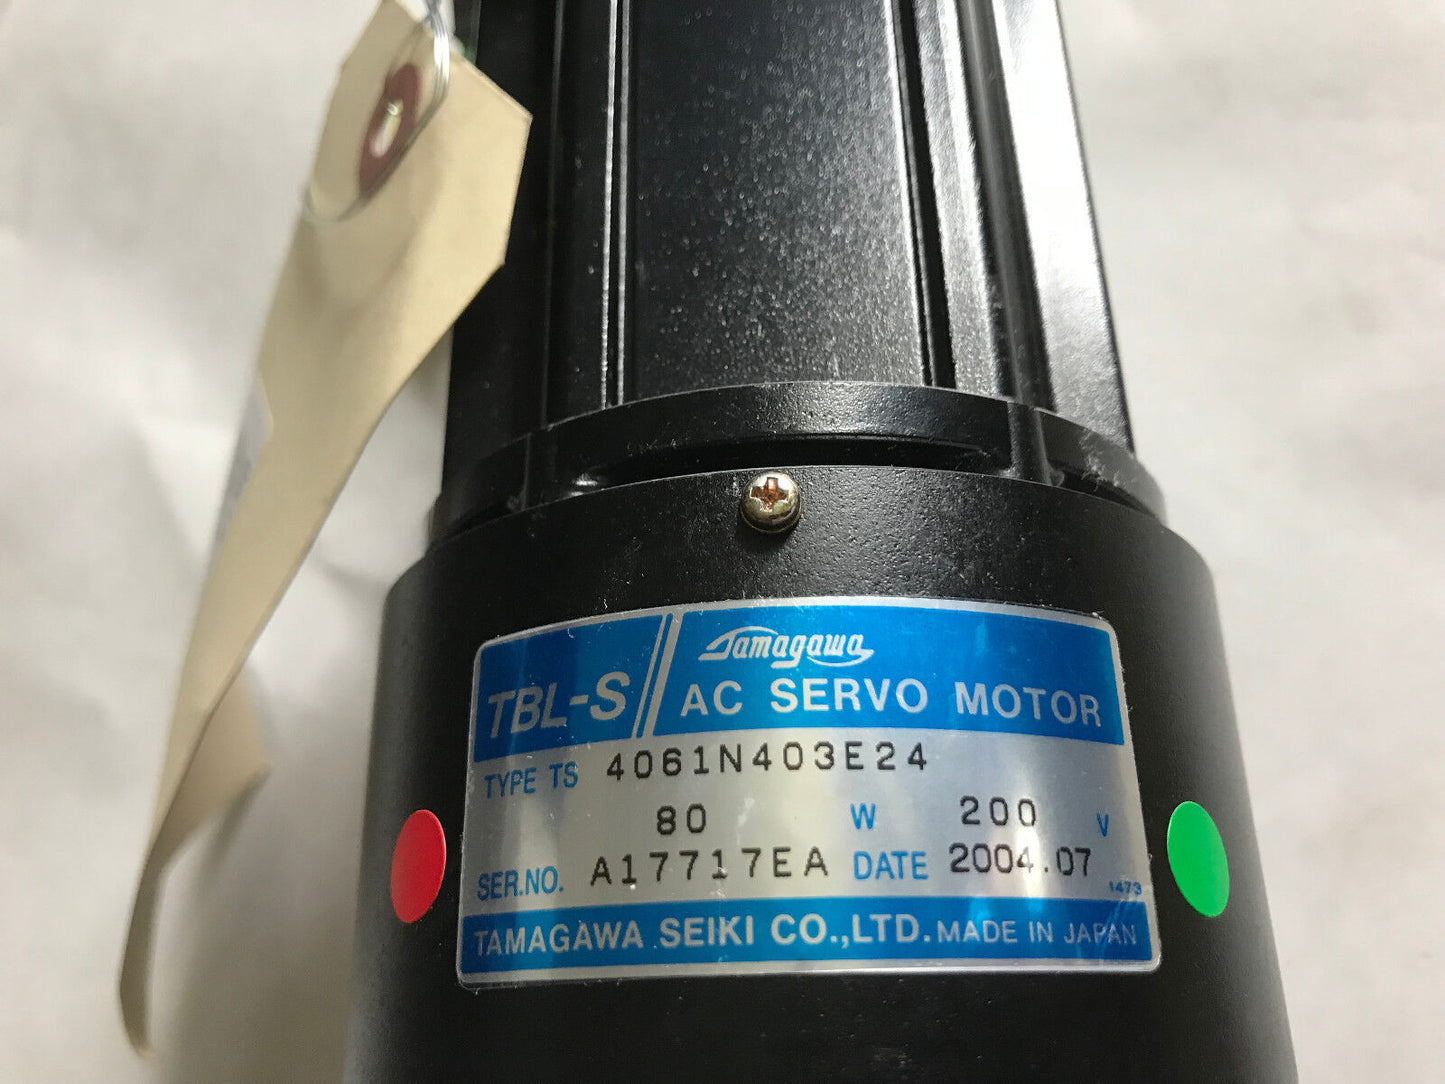 TBL-S Tamagawa
AC SERVO MOTOR
TYPE TS 4061N403E24
80 W 200 V
SER.NO. A17717EA DATE 2004.07
1473
TAMAGAWA SEIKI CO.,LTD. MADE IN JAPAN